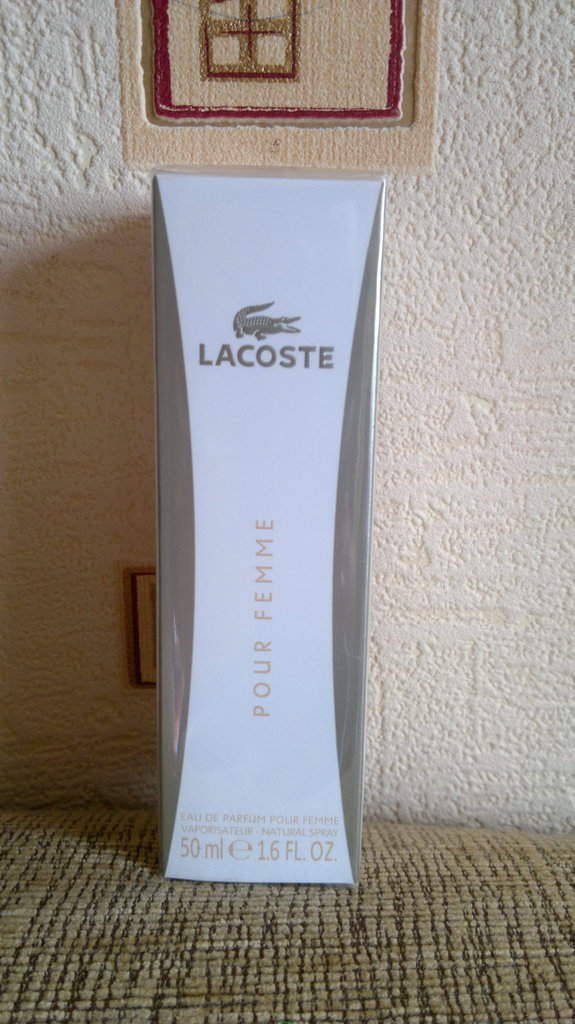 LACOSTE
POUR FEMME
EAU DE PARFUM POUR FEMME
VAPORISATEUR · NATURAL SPRAY
50 ml ℮ 1.6 FL. OZ.